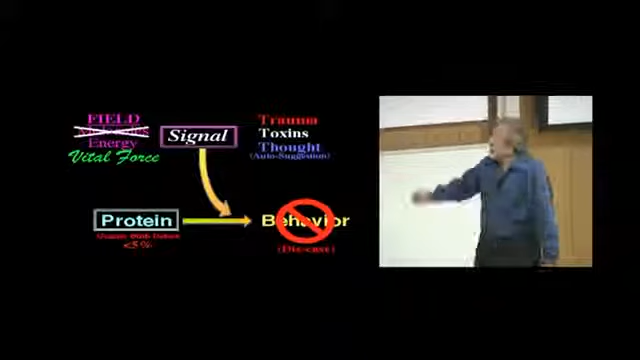 FIELD
Energy
Vital Force
Signal
Trauma
Toxins
Thought
(Auto-Suggestion)
Protein
<5%
Behavior
(Dis-ease)